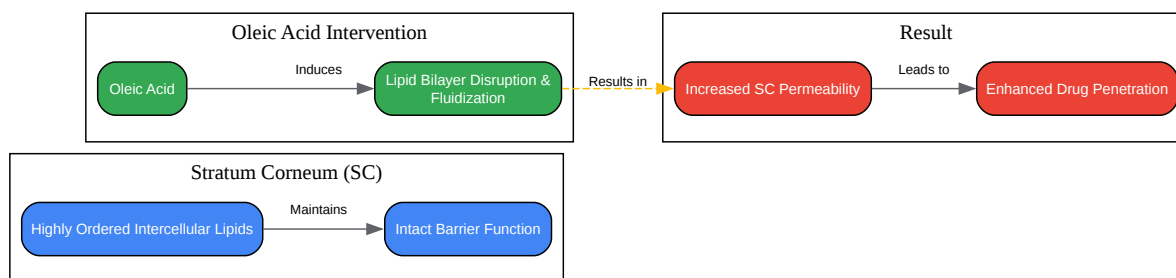 Oleic Acid Intervention
Oleic Acid
Induces
Lipid Bilayer Disruption &
Fluidization
Results in
Result
Increased SC Permeability
Leads to
Enhanced Drug Penetration
Stratum Corneum (SC)
Highly Ordered Intercellular Lipids
Maintains
Intact Barrier Function